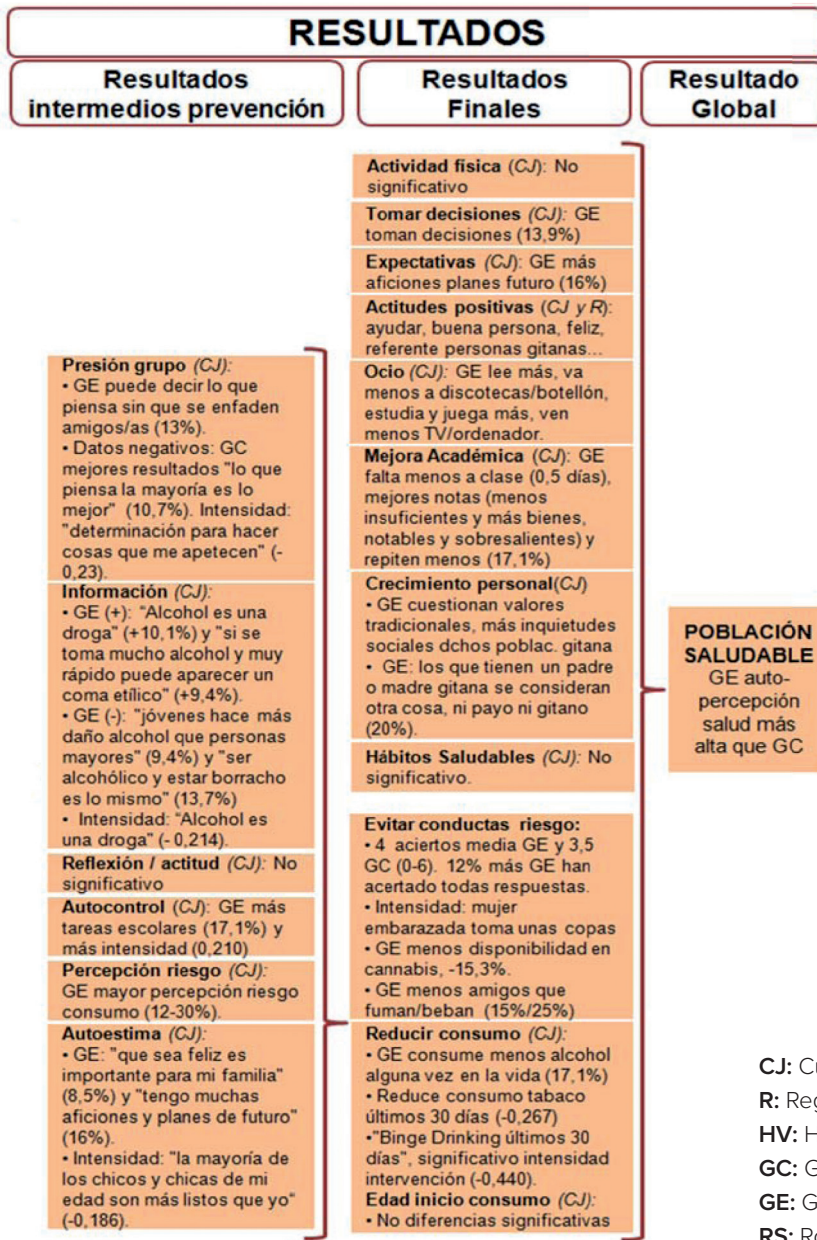 RESULTADOS
Resultados
intermedios prevención
Resultados
Finales
Resultado
Global
Presión grupo (CJ):
• GE puede decir lo que
piensa sin que se enfaden
amigos/as (13%).
• Datos negativos: GC
mejores resultados "lo que
piensa la mayoría es lo
mejor" (10,7%). Intensidad:
"determinación para hacer
cosas que me apetecen" (-
0,23).
Información (CJ):
• GE (+): "Alcohol es una
droga" (+10,1%) y "si se
toma mucho alcohol y muy
rápido puede aparecer un
coma etílico" (+9,4%).
• GE (-): "jóvenes hace más
daño alcohol que personas
mayores" (9,4%) y "ser
alcohólico y estar borracho
es lo mismo" (13,7%)
• Intensidad: "Alcohol es
una droga" (- 0,214).
Reflexión / actitud (CJ): No
significativo
Autocontrol (CJ): GE más
tareas escolares (17,1%) y
más intensidad (0,210)
Percepción riesgo (CJ):
GE mayor percepción riesgo
consumo (12-30%).
Autoestima (CJ):
• GE: "que sea feliz es
importante para mi familia"
(8,5%) y "tengo muchas
aficiones y planes de futuro"
(16%).
• Intensidad: "la mayoría de
los chicos y chicas de mi
edad son más listos que yo"
(-0,186).
Actividad física (CJ): No
significativo
Tomar decisiones (CJ): GE
toman decisiones (13,9%)
Expectativas (CJ): GE más
aficiones planes futuro (16%)
Actitudes positivas (CJ y R):
ayudar, buena persona, feliz,
referente personas gitanas...
Ocio (CJ): GE lee más, va
menos a discotecas/botellón,
estudia y juega más, ven
menos TV/ordenador.
Mejora Académica (CJ): GE
falta menos a clase (0,5 días),
mejores notas (menos
insuficientes y más bienes,
notables y sobresalientes) y
repiten menos (17,1%)
Crecimiento personal(CJ)
• GE cuestionan valores
tradicionales, más inquietudes
sociales dchos poblac. gitana
• GE: los que tienen un padre
o madre gitana se consideran
otra cosa, ni payo ni gitano
(20%).
Hábitos Saludables (CJ): No
significativo.
Evitar conductas riesgo:
• 4 aciertos media GE y 3,5
GC (0-6). 12% más GE han
acertado todas respuestas.
• Intensidad: mujer
embarazada toma unas copas
• GE menos disponibilidad en
cannabis, -15,3%.
• GE menos amigos que
fuman/beban (15%/25%)
Reducir consumo (CJ):
• GE consume menos alcohol
alguna vez en la vida (17,1%)
• Reduce consumo tabaco
últimos 30 días (-0,267)
•"Binge Drinking últimos 30
días", significativo intensidad
intervención (-0,440).
Edad inicio consumo (CJ):
• No diferencias significativas
POBLACIÓN
SALUDABLE
GE auto-
percepción
salud más
alta que GC
CJ:
R:
HV:
GC:
GE:
RS: